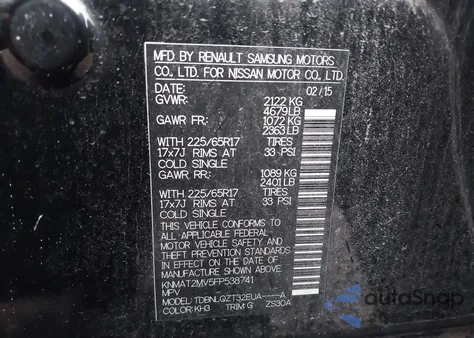 MFD BY RENAULT SAMSUNG MOTORS
CO., LTD. FOR NISSAN MOTOR CO., LTD.
DATE: 02 / 15
GVWR: 2122 KG
4679 LB
GAWR FR: 1072 KG
2363 LB
WITH 225/65R17 TIRES
17x7J RIMS AT 33 PSI
COLD SINGLE
GAWR RR: 1089 KG
2401 LB
WITH 225/65R17 TIRES
17x7J RIMS AT 33 PSI
COLD SINGLE
THIS VEHICLE CONFORMS TO
ALL APPLICABLE FEDERAL
MOTOR VEHICLE SAFETY AND
THEFT PREVENTION STANDARDS
IN EFFECT ON THE DATE OF
MANUFACTURE SHOWN ABOVE
KNMAT2MV5FP538741
MPV
MODEL: TDBNLQZT32EUA-----A
COLOR: KH3 TRIM: G ZS30A
autoSnap